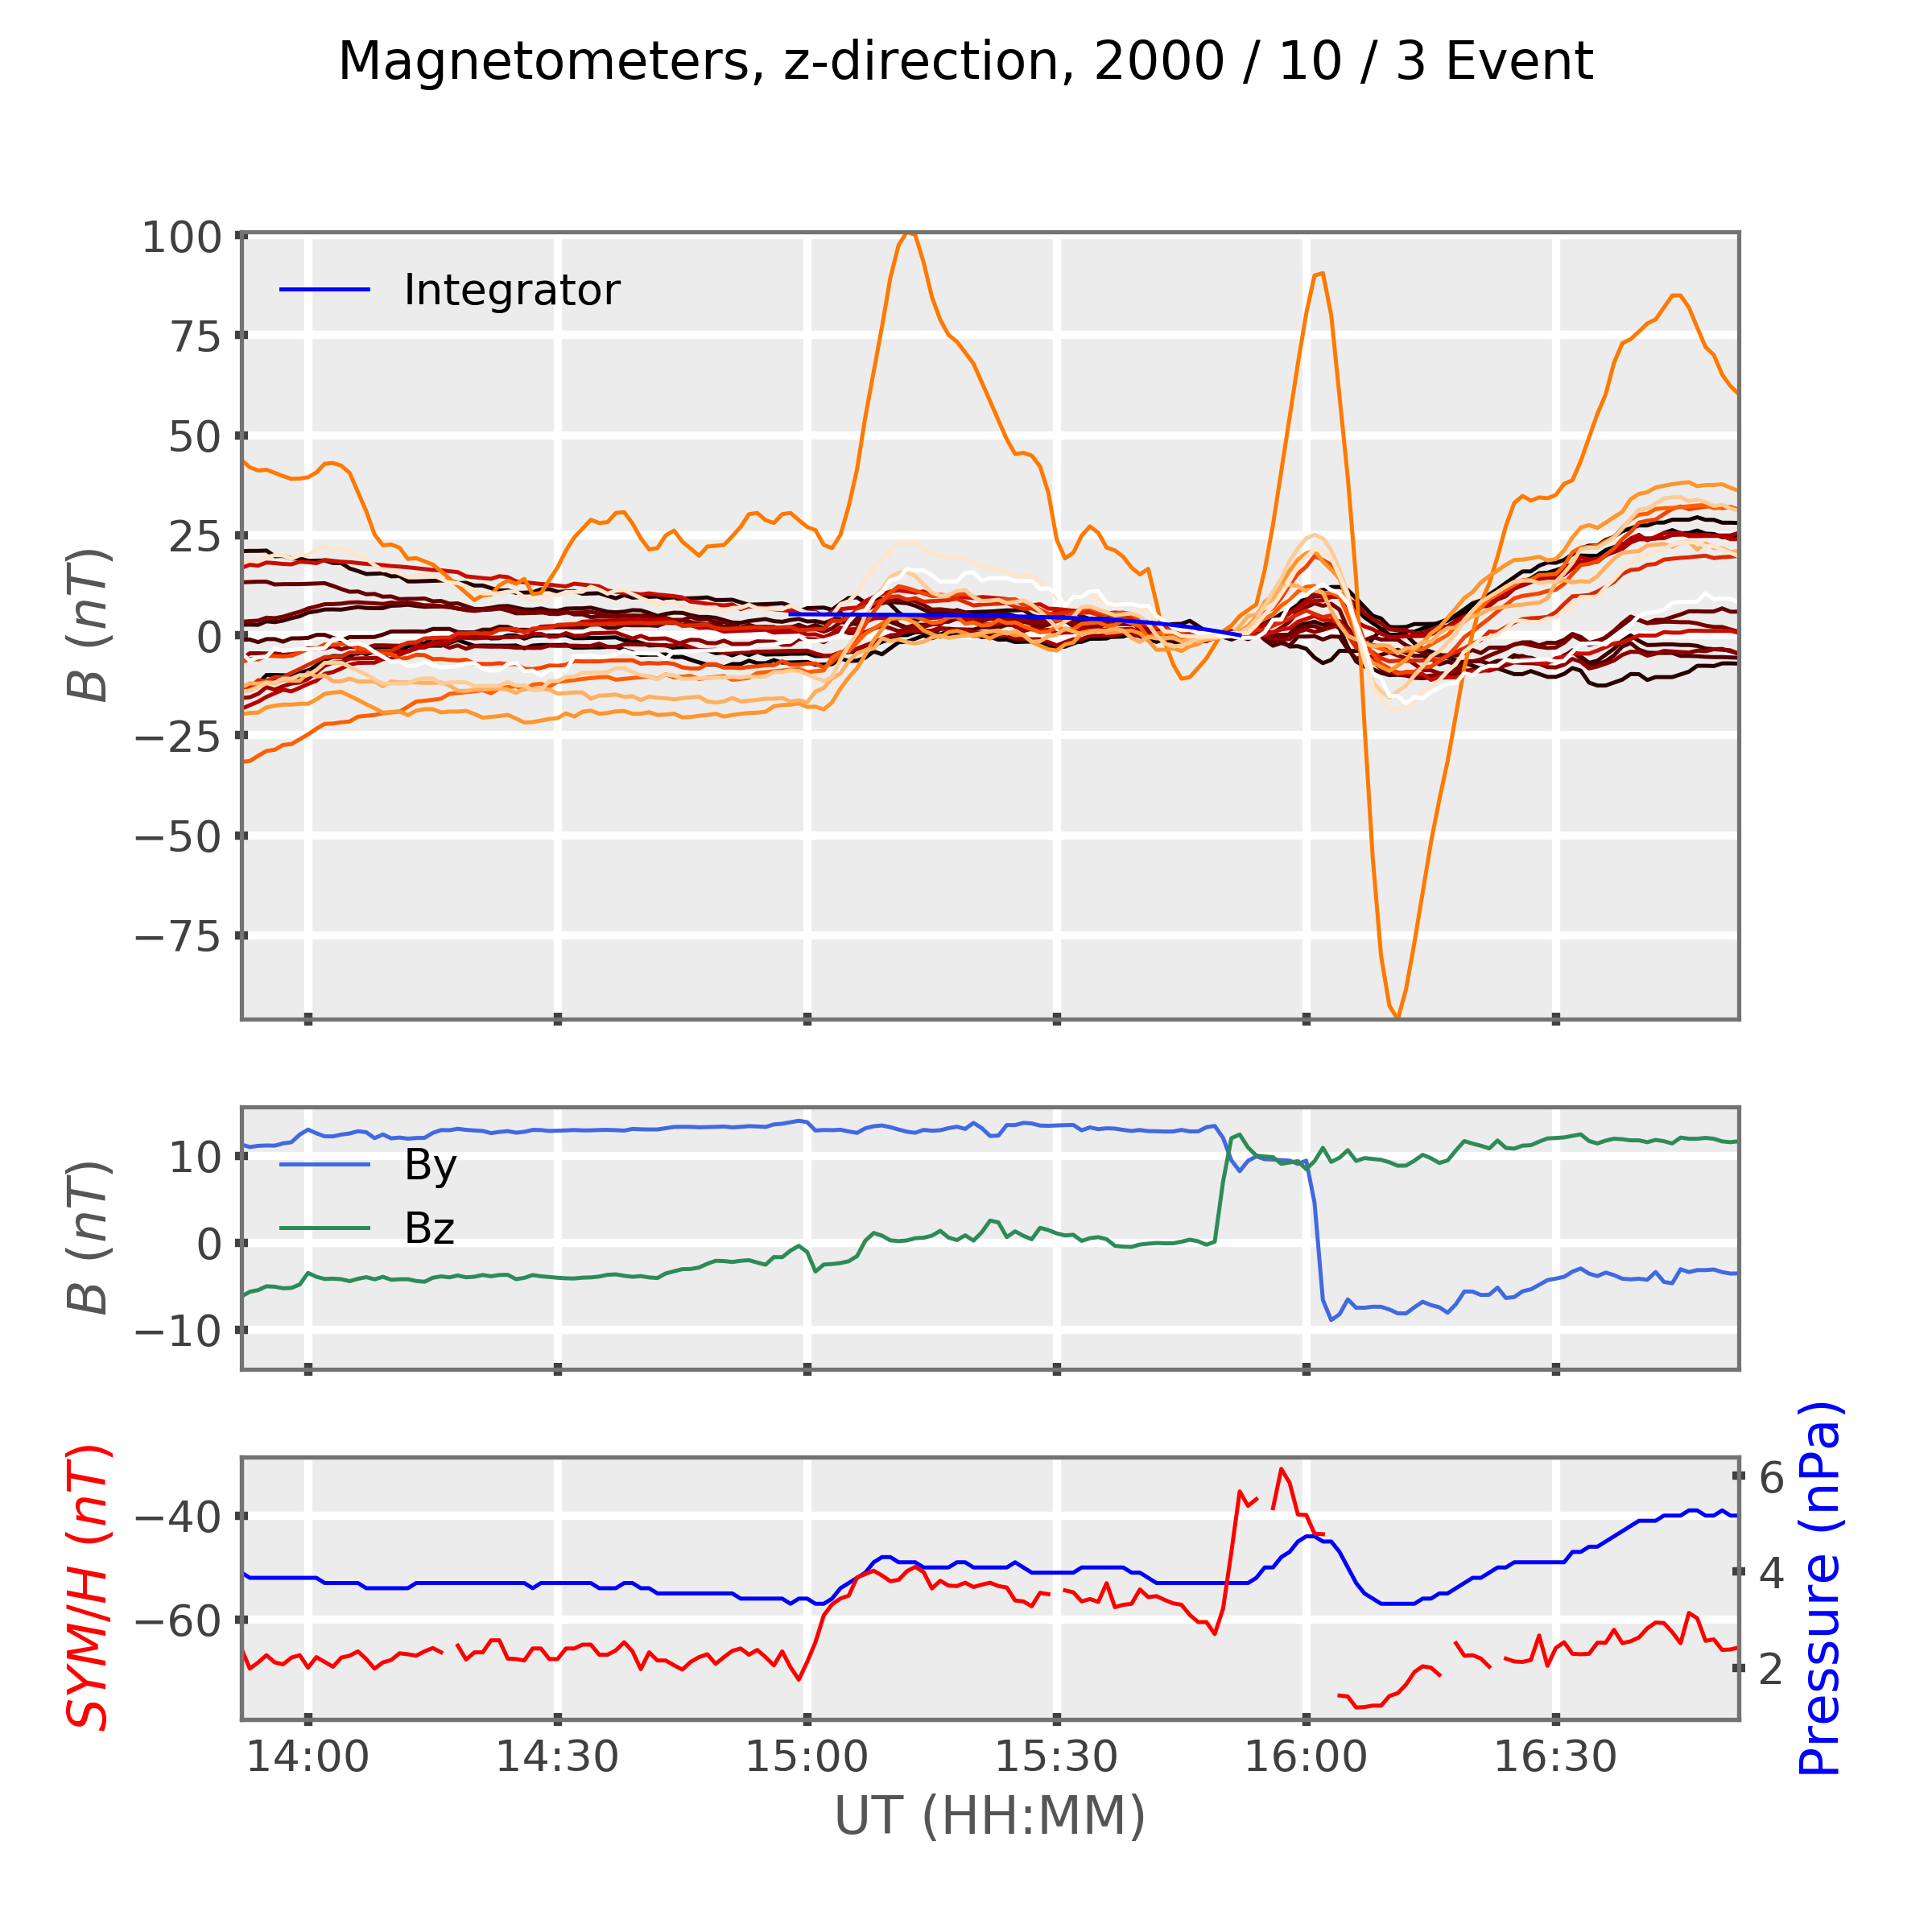 Magnetometers, z-direction, 2000 / 10 / 3 Event
100
75
50
25
0
−25
−50
−75
B (nT)
Integrator
10
0
−10
B (nT)
By
Bz
−40
−60
SYM/H (nT)
6
4
2
Pressure (nPa)
14:00 14:30 15:00 15:30 16:00 16:30
UT (HH:MM)